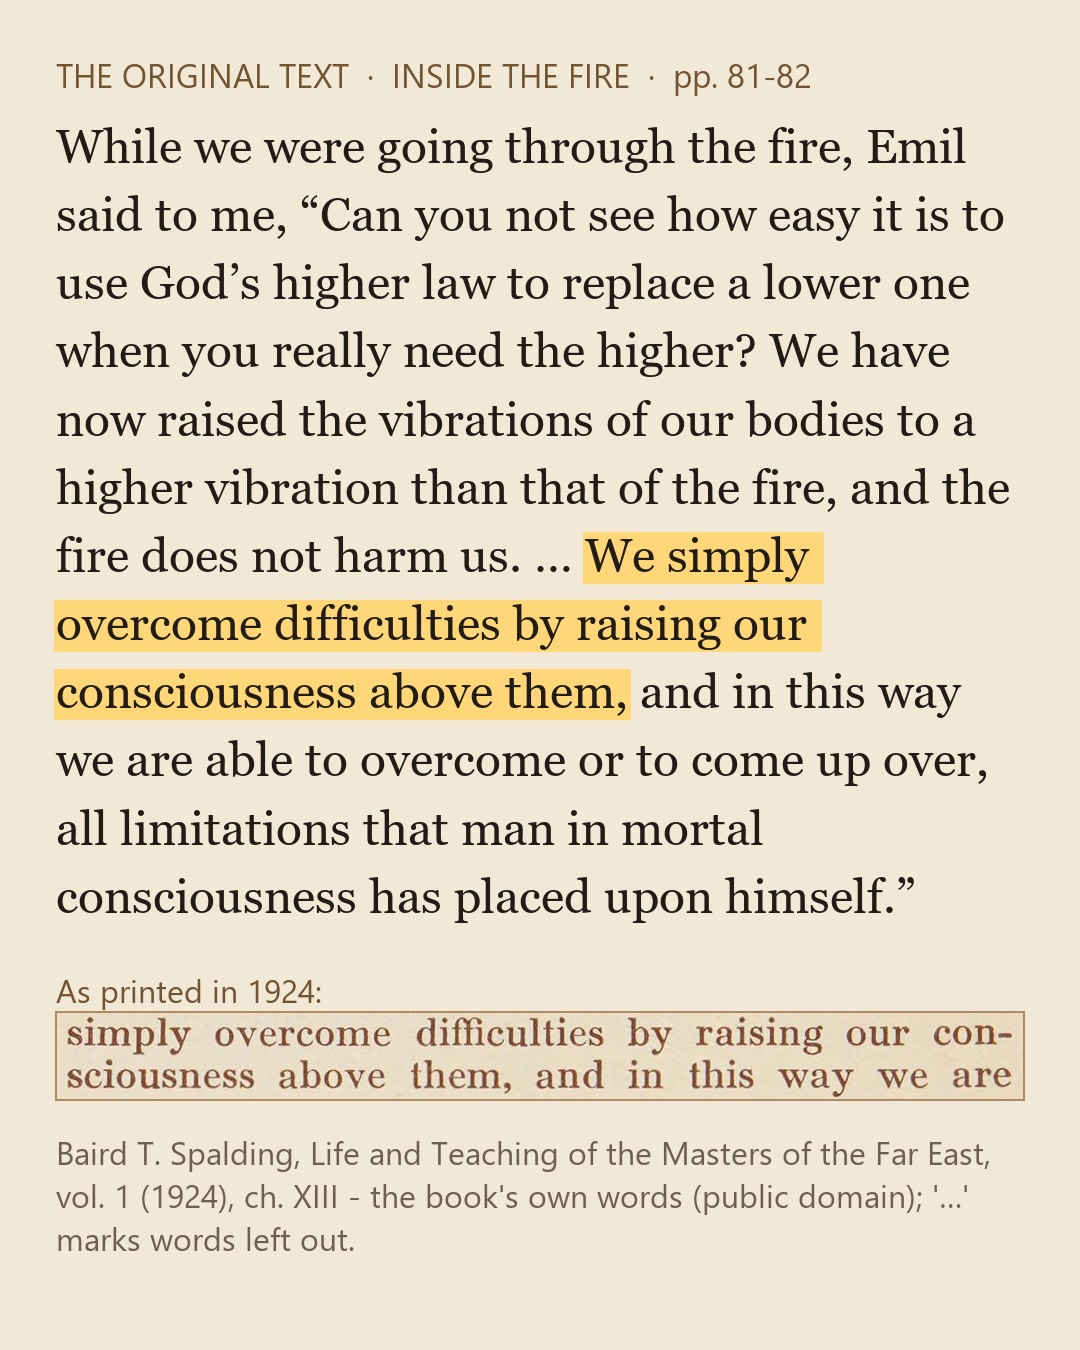 THE ORIGINAL TEXT · INSIDE THE FIRE · pp. 81-82
While we were going through the fire, Emil
said to me, “Can you not see how easy it is to
use God’s higher law to replace a lower one
when you really need the higher? We have
now raised the vibrations of our bodies to a
higher vibration than that of the fire, and the
fire does not harm us. ... We simply
overcome difficulties by raising our
consciousness above them, and in this way
we are able to overcome or to come up over,
all limitations that man in mortal
consciousness has placed upon himself.”
As printed in 1924:
simply overcome difficulties by raising our con-
sciousness above them, and in this way we are
Baird T. Spalding, Life and Teaching of the Masters of the Far East,
vol. 1 (1924), ch. XIII - the book's own words (public domain); '...'
marks words left out.